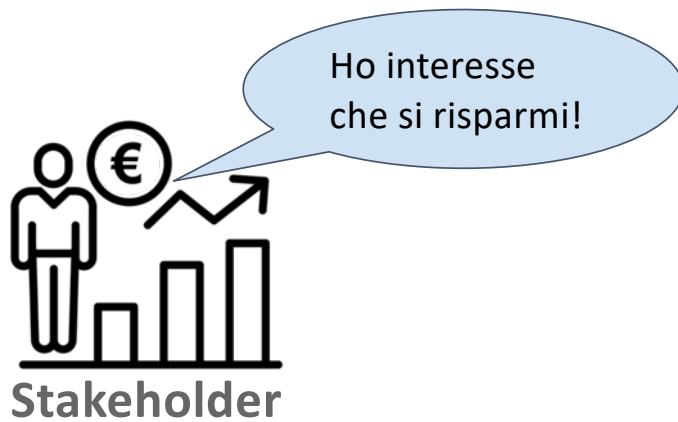 Ho interesse
che si risparmi!
€
Stakeholder